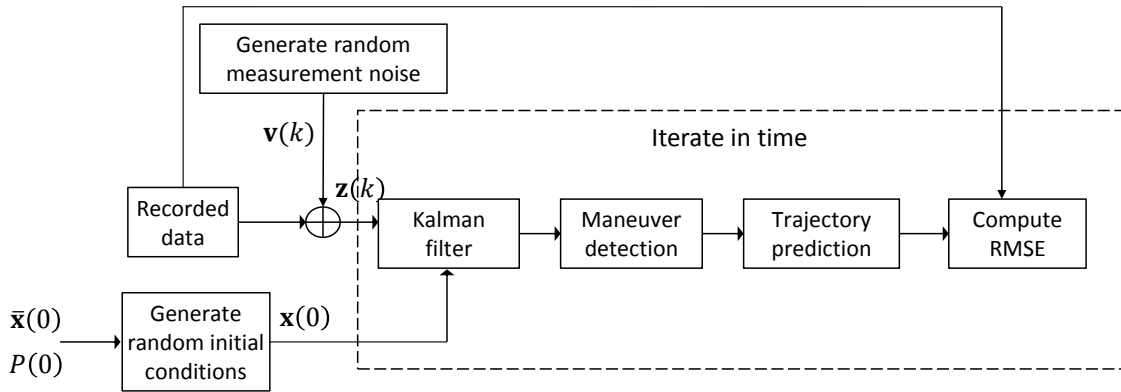 Generate random
measurement noise
𝐯(𝑘)
Iterate in time
𝐳(𝑘)
Recorded
data
Kalman
filter
Maneuver
detection
Trajectory
prediction
Compute
RMSE
x̄(0)
𝑃(0)
Generate
random initial
conditions
𝐱(0)